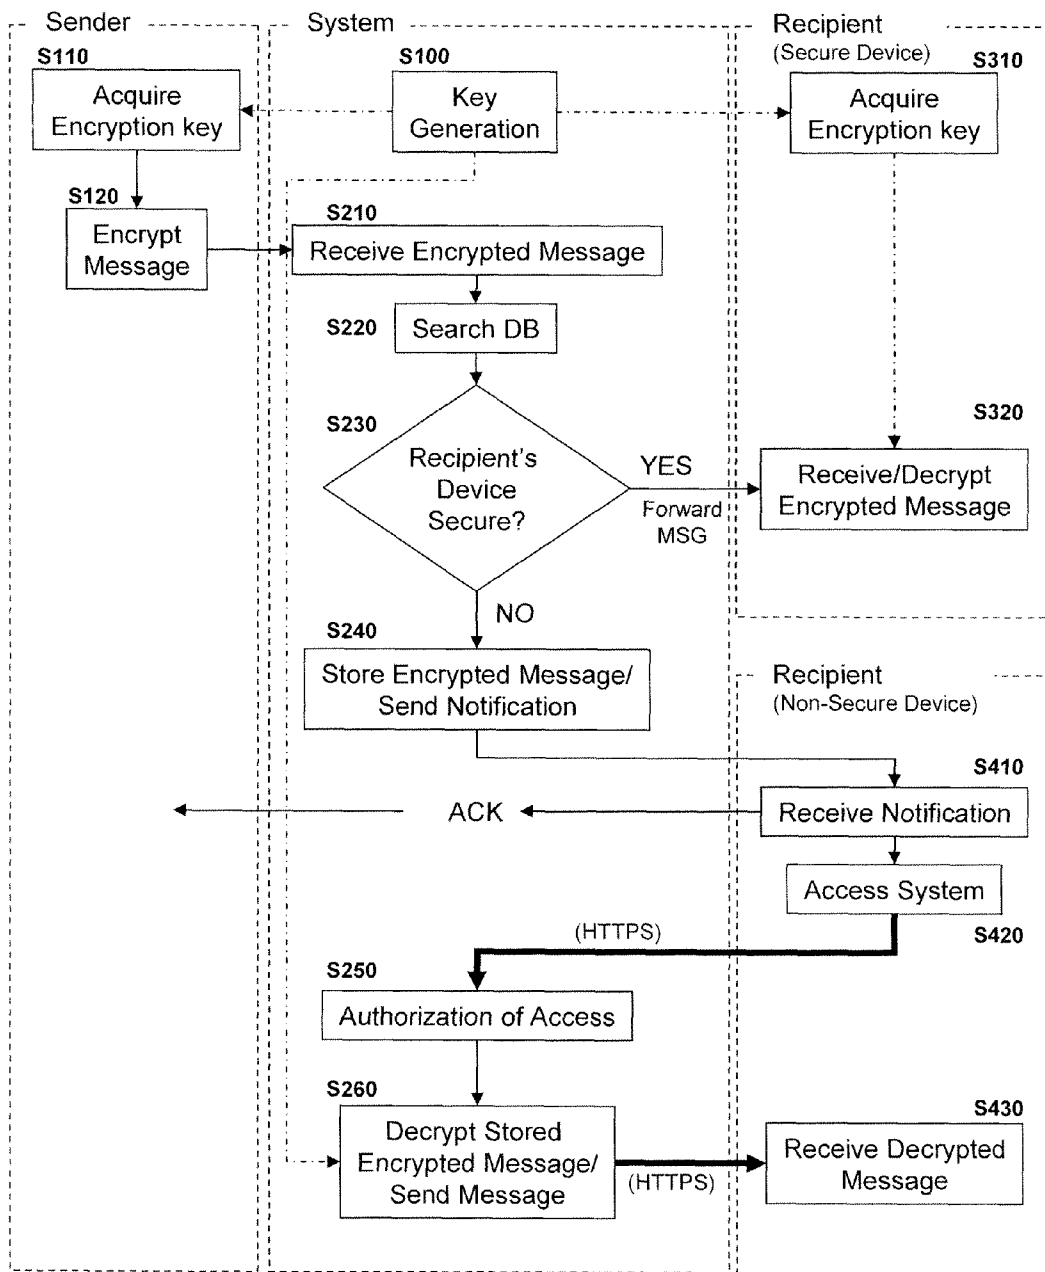 Sender
System
Recipient
(Secure Device)
S110
S100
S310
Acquire
Encryption key
Key
Generation
Acquire
Encryption key
S120
Encrypt
Message
S210
Receive Encrypted Message
S220
Search DB
S230
Recipient's
Device
Secure?
YES
Forward
MSG
S320
Receive/Decrypt
Encrypted Message
NO
S240
Store Encrypted Message/
Send Notification
Recipient
(Non-Secure Device)
S410
Receive Notification
ACK
Access System
S420
(HTTPS)
S250
Authorization of Access
S260
Decrypt Stored
Encrypted Message/
Send Message
(HTTPS)
S430
Receive Decrypted
Message